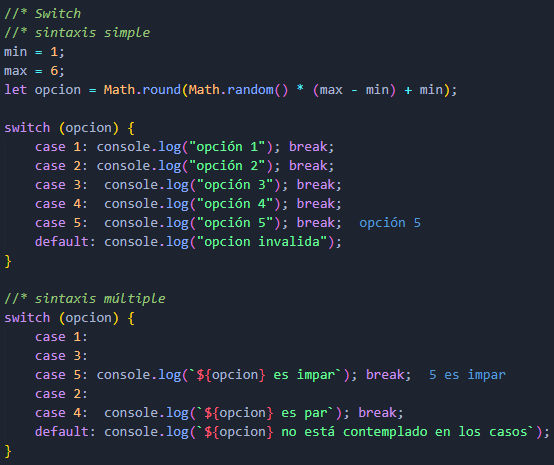 //* Switch
//* sintaxis simple
min = 1;
max = 6;
let opcion = Math.round(Math.random() * (max - min) + min);

switch (opcion) {
    case 1: console.log("opción 1"); break;
    case 2: console.log("opción 2"); break;
    case 3:  console.log("opción 3"); break;
    case 4:  console.log("opción 4"); break;
    case 5:  console.log("opción 5"); break;  opción 5
    default: console.log("opcion invalida");
}

//* sintaxis múltiple
switch (opcion) {
    case 1:
    case 3:
    case 5: console.log(`${opcion} es impar`); break;  5 es impar
    case 2:
    case 4:  console.log(`${opcion} es par`); break;
    default: console.log(`${opcion} no está contemplado en los casos`);
}